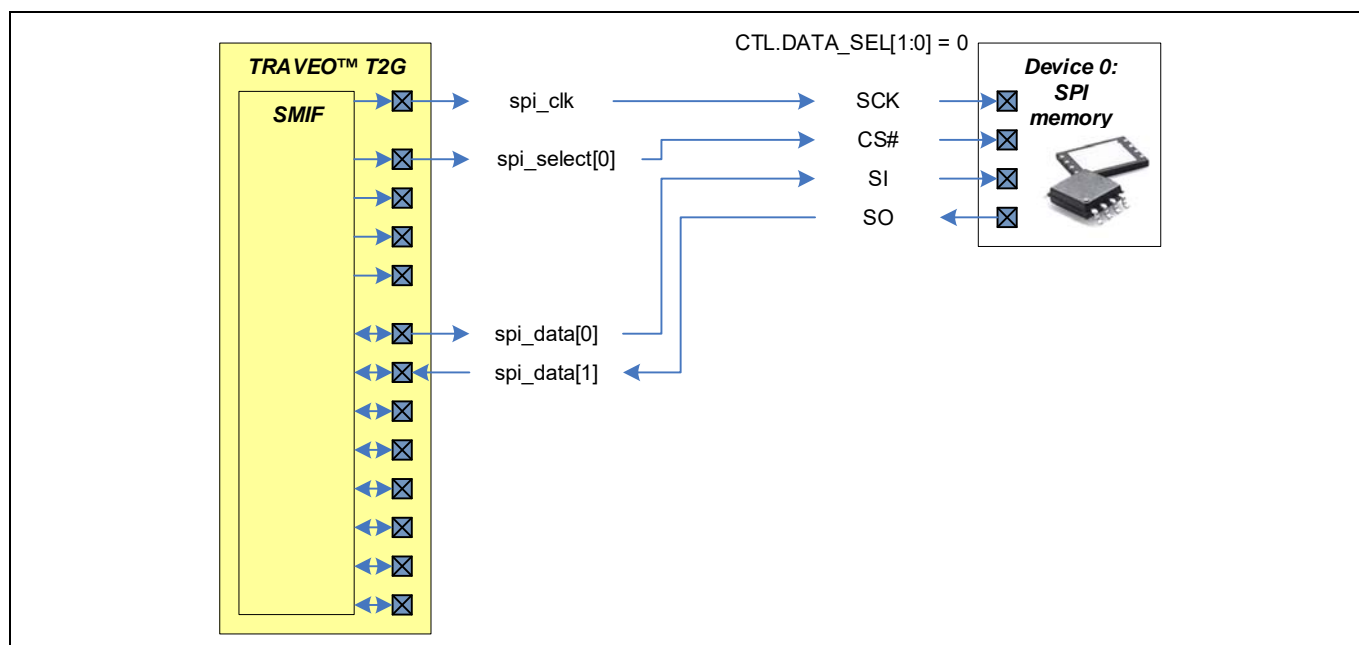 CTL.DATA_SEL[1:0] = 0
TRAVEO™ T2G
SMIF
spi_clk
spi_select[0]
spi_data[0]
spi_data[1]
SCK
CS#
SI
SO
Device 0:
SPI
memory